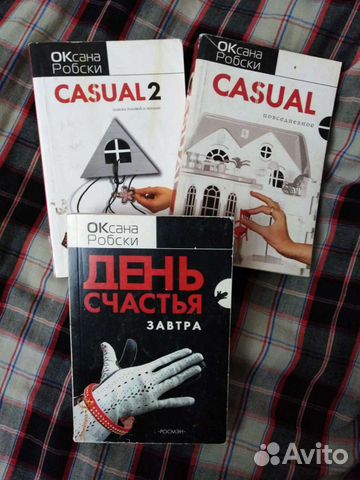 ОКсана
Робски
CASUAL 2
ОКсана
Робски
CASUAL
повседневное
ОКсана
Робски
ДЕНЬ
СЧАСТЬЯ
ЗАВТРА
·РОСМЭН·
Avito